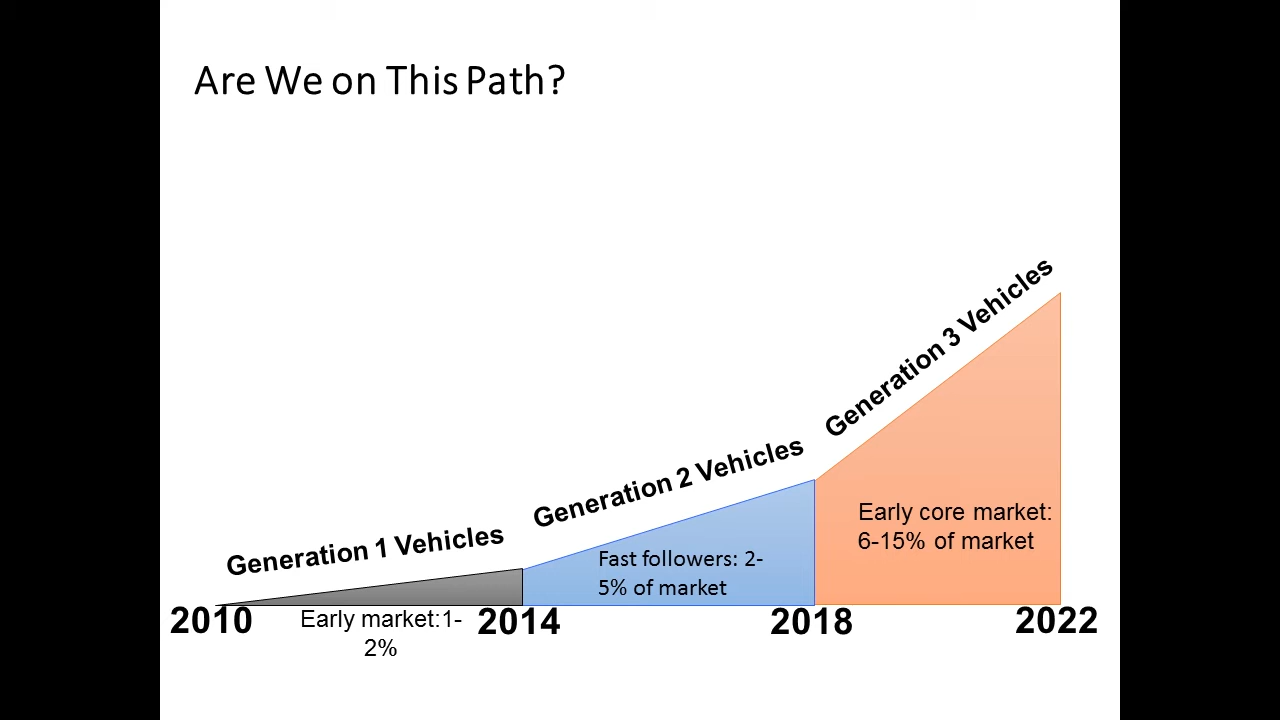 Are We on This Path?
Generation 3 Vehicles
Generation 2 Vehicles
Generation 1 Vehicles
Early core market:
6-15% of market
Fast followers: 2-
5% of market
2010
Early market:1-
2%
2014
2018
2022